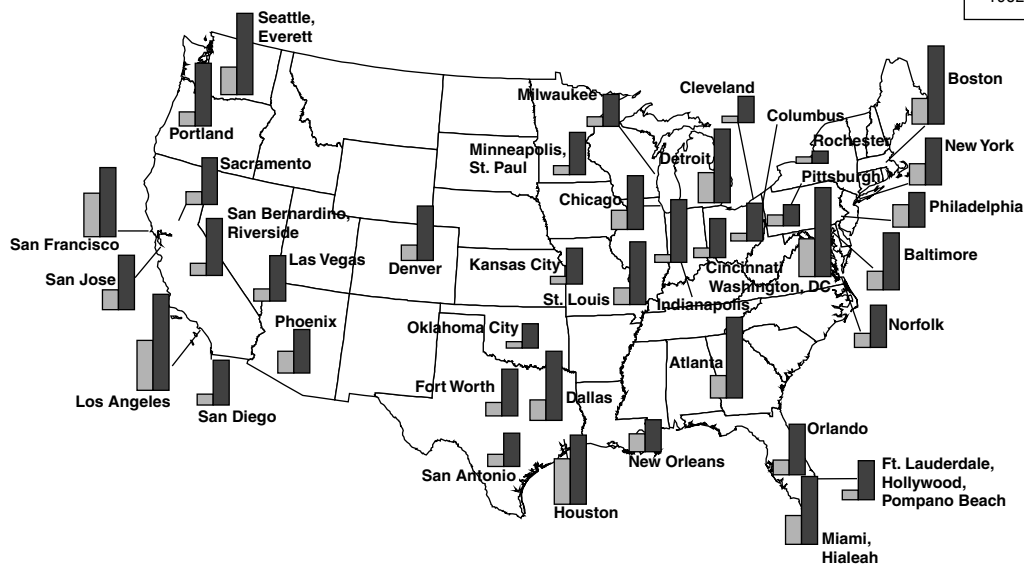 1982
Seattle,
Everett
Portland
Milwaukee
Cleveland
Columbus
Boston
Minneapolis,
St. Paul
Detroit
Rochester
New York
Sacramento
Pittsburgh
Chicago
Philadelphia
San Bernardino,
Riverside
San Francisco
Las Vegas
Denver
Kansas City
Cincinnati
Washington, DC
Baltimore
San Jose
St. Louis
Indianapolis
Phoenix
Oklahoma City
Norfolk
Los Angeles
San Diego
Fort Worth
Dallas
Atlanta
San Antonio
Houston
New Orleans
Orlando
Ft. Lauderdale,
Hollywood,
Pompano Beach
Miami,
Hialeah